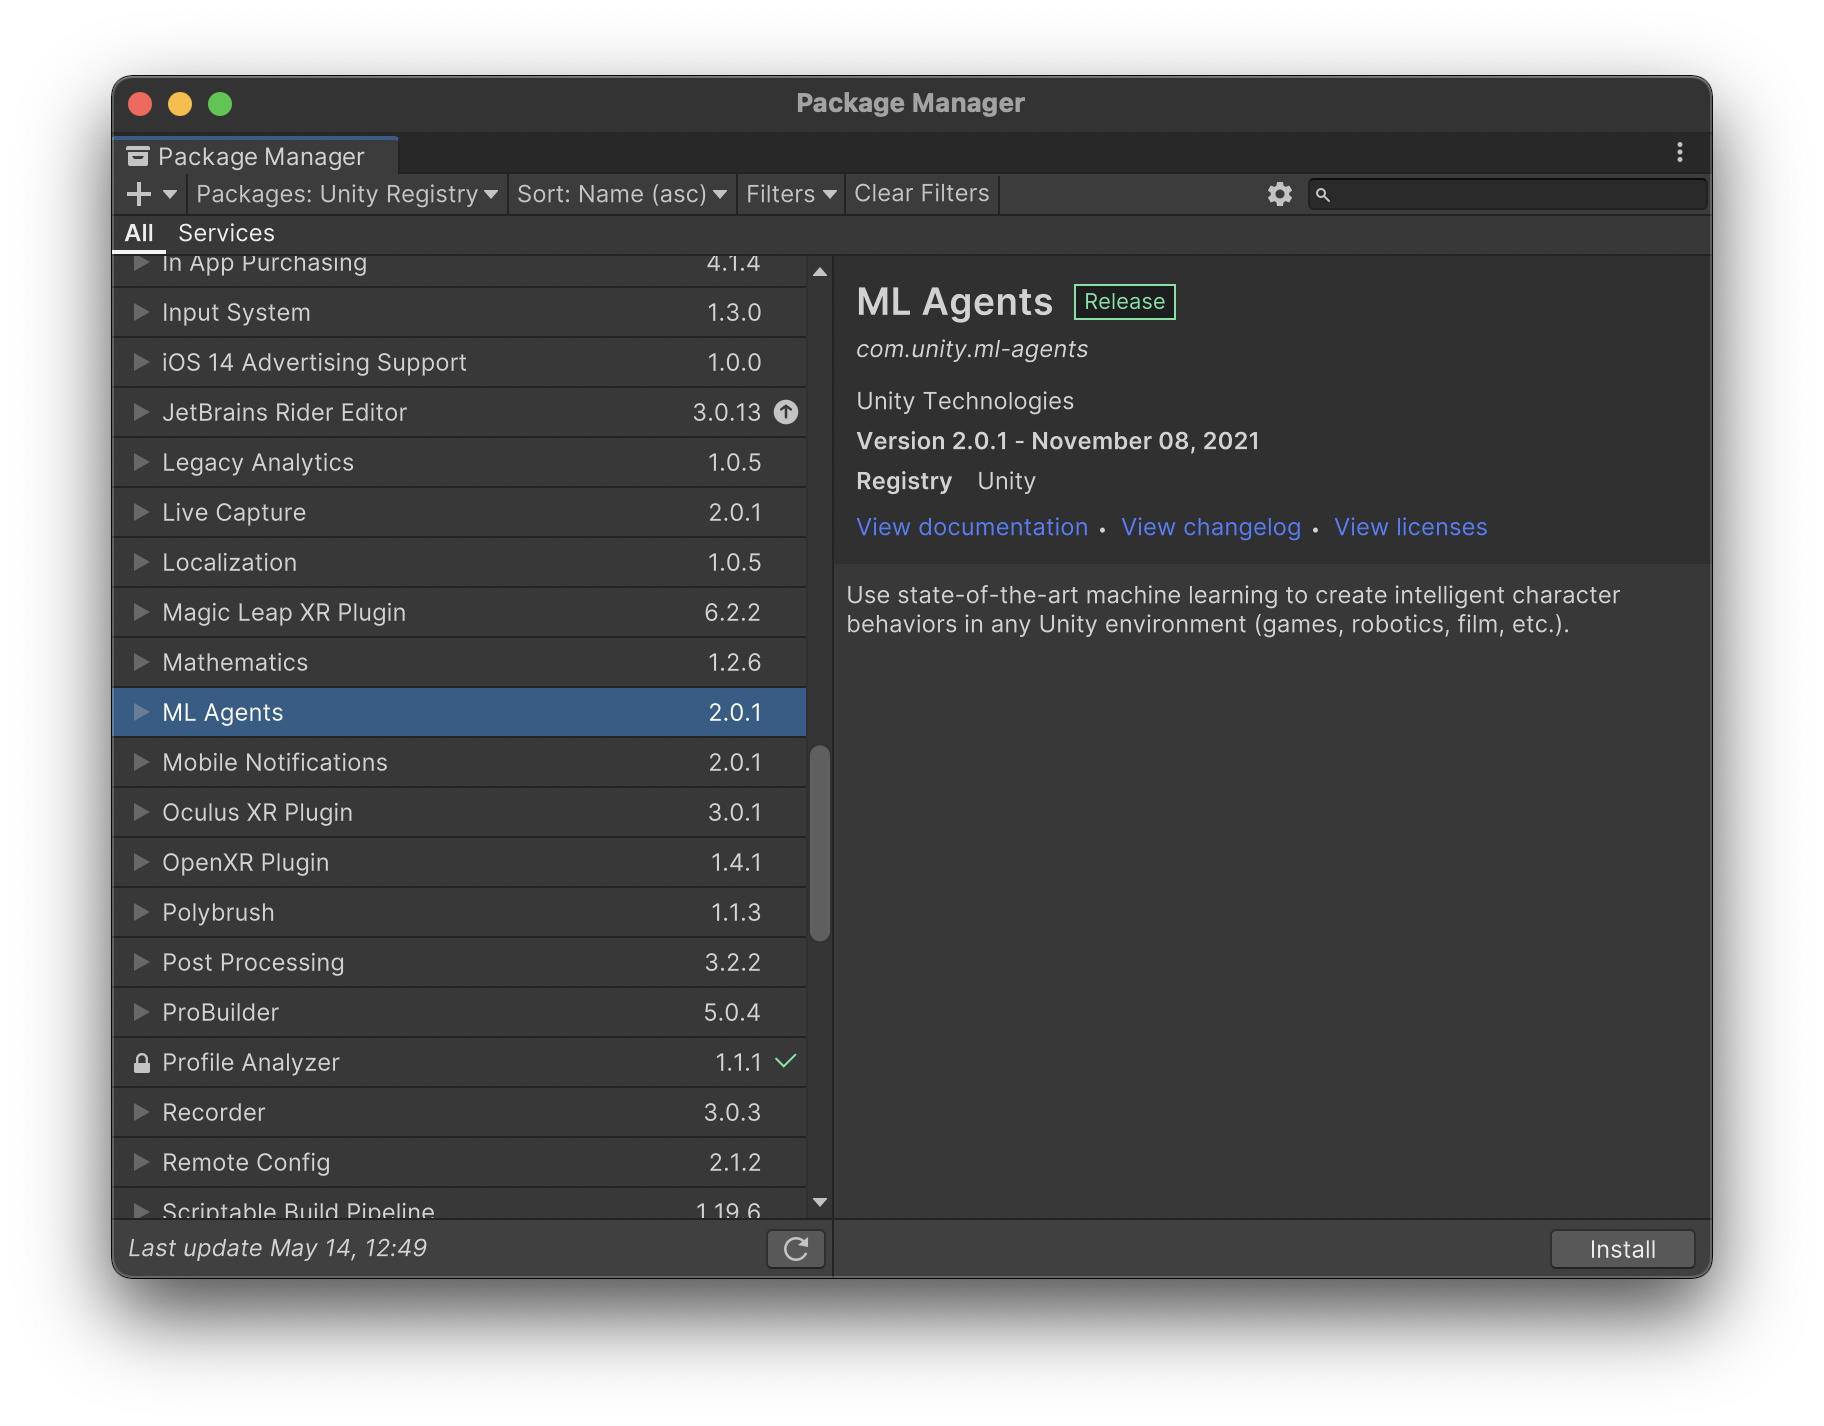 Package Manager
Package Manager
Packages: Unity Registry Sort: Name (asc) Filters Clear Filters
All Services
In App Purchasing 4.1.4
Input System 1.3.0
iOS 14 Advertising Support 1.0.0
JetBrains Rider Editor 3.0.13
Legacy Analytics 1.0.5
Live Capture 2.0.1
Localization 1.0.5
Magic Leap XR Plugin 6.2.2
Mathematics 1.2.6
ML Agents 2.0.1
Mobile Notifications 2.0.1
Oculus XR Plugin 3.0.1
OpenXR Plugin 1.4.1
Polybrush 1.1.3
Post Processing 3.2.2
ProBuilder 5.0.4
Profile Analyzer 1.1.1
Recorder 3.0.3
Remote Config 2.1.2
Scriptable Build Pipeline 1.19.6
Last update May 14, 12:49
ML Agents Release
com.unity.ml-agents
Unity Technologies
Version 2.0.1 - November 08, 2021
Registry Unity
View documentation • View changelog • View licenses
Use state-of-the-art machine learning to create intelligent character
behaviors in any Unity environment (games, robotics, film, etc.).
Install